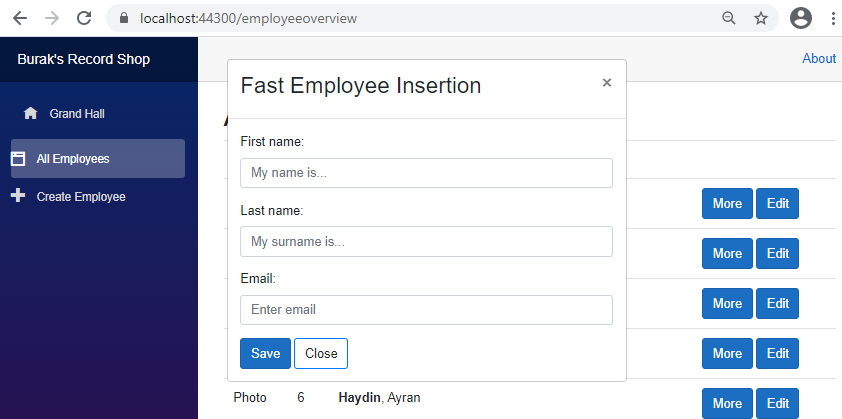 localhost:44300/employeeoverview
Burak's Record Shop
About
Grand Hall
All Employees
Create Employee
Fast Employee Insertion ×
First name:
My name is...
Last name:
My surname is...
Email:
Enter email
Save Close
More Edit
More Edit
More Edit
More Edit
Photo 6 Haydin, Ayran More Edit